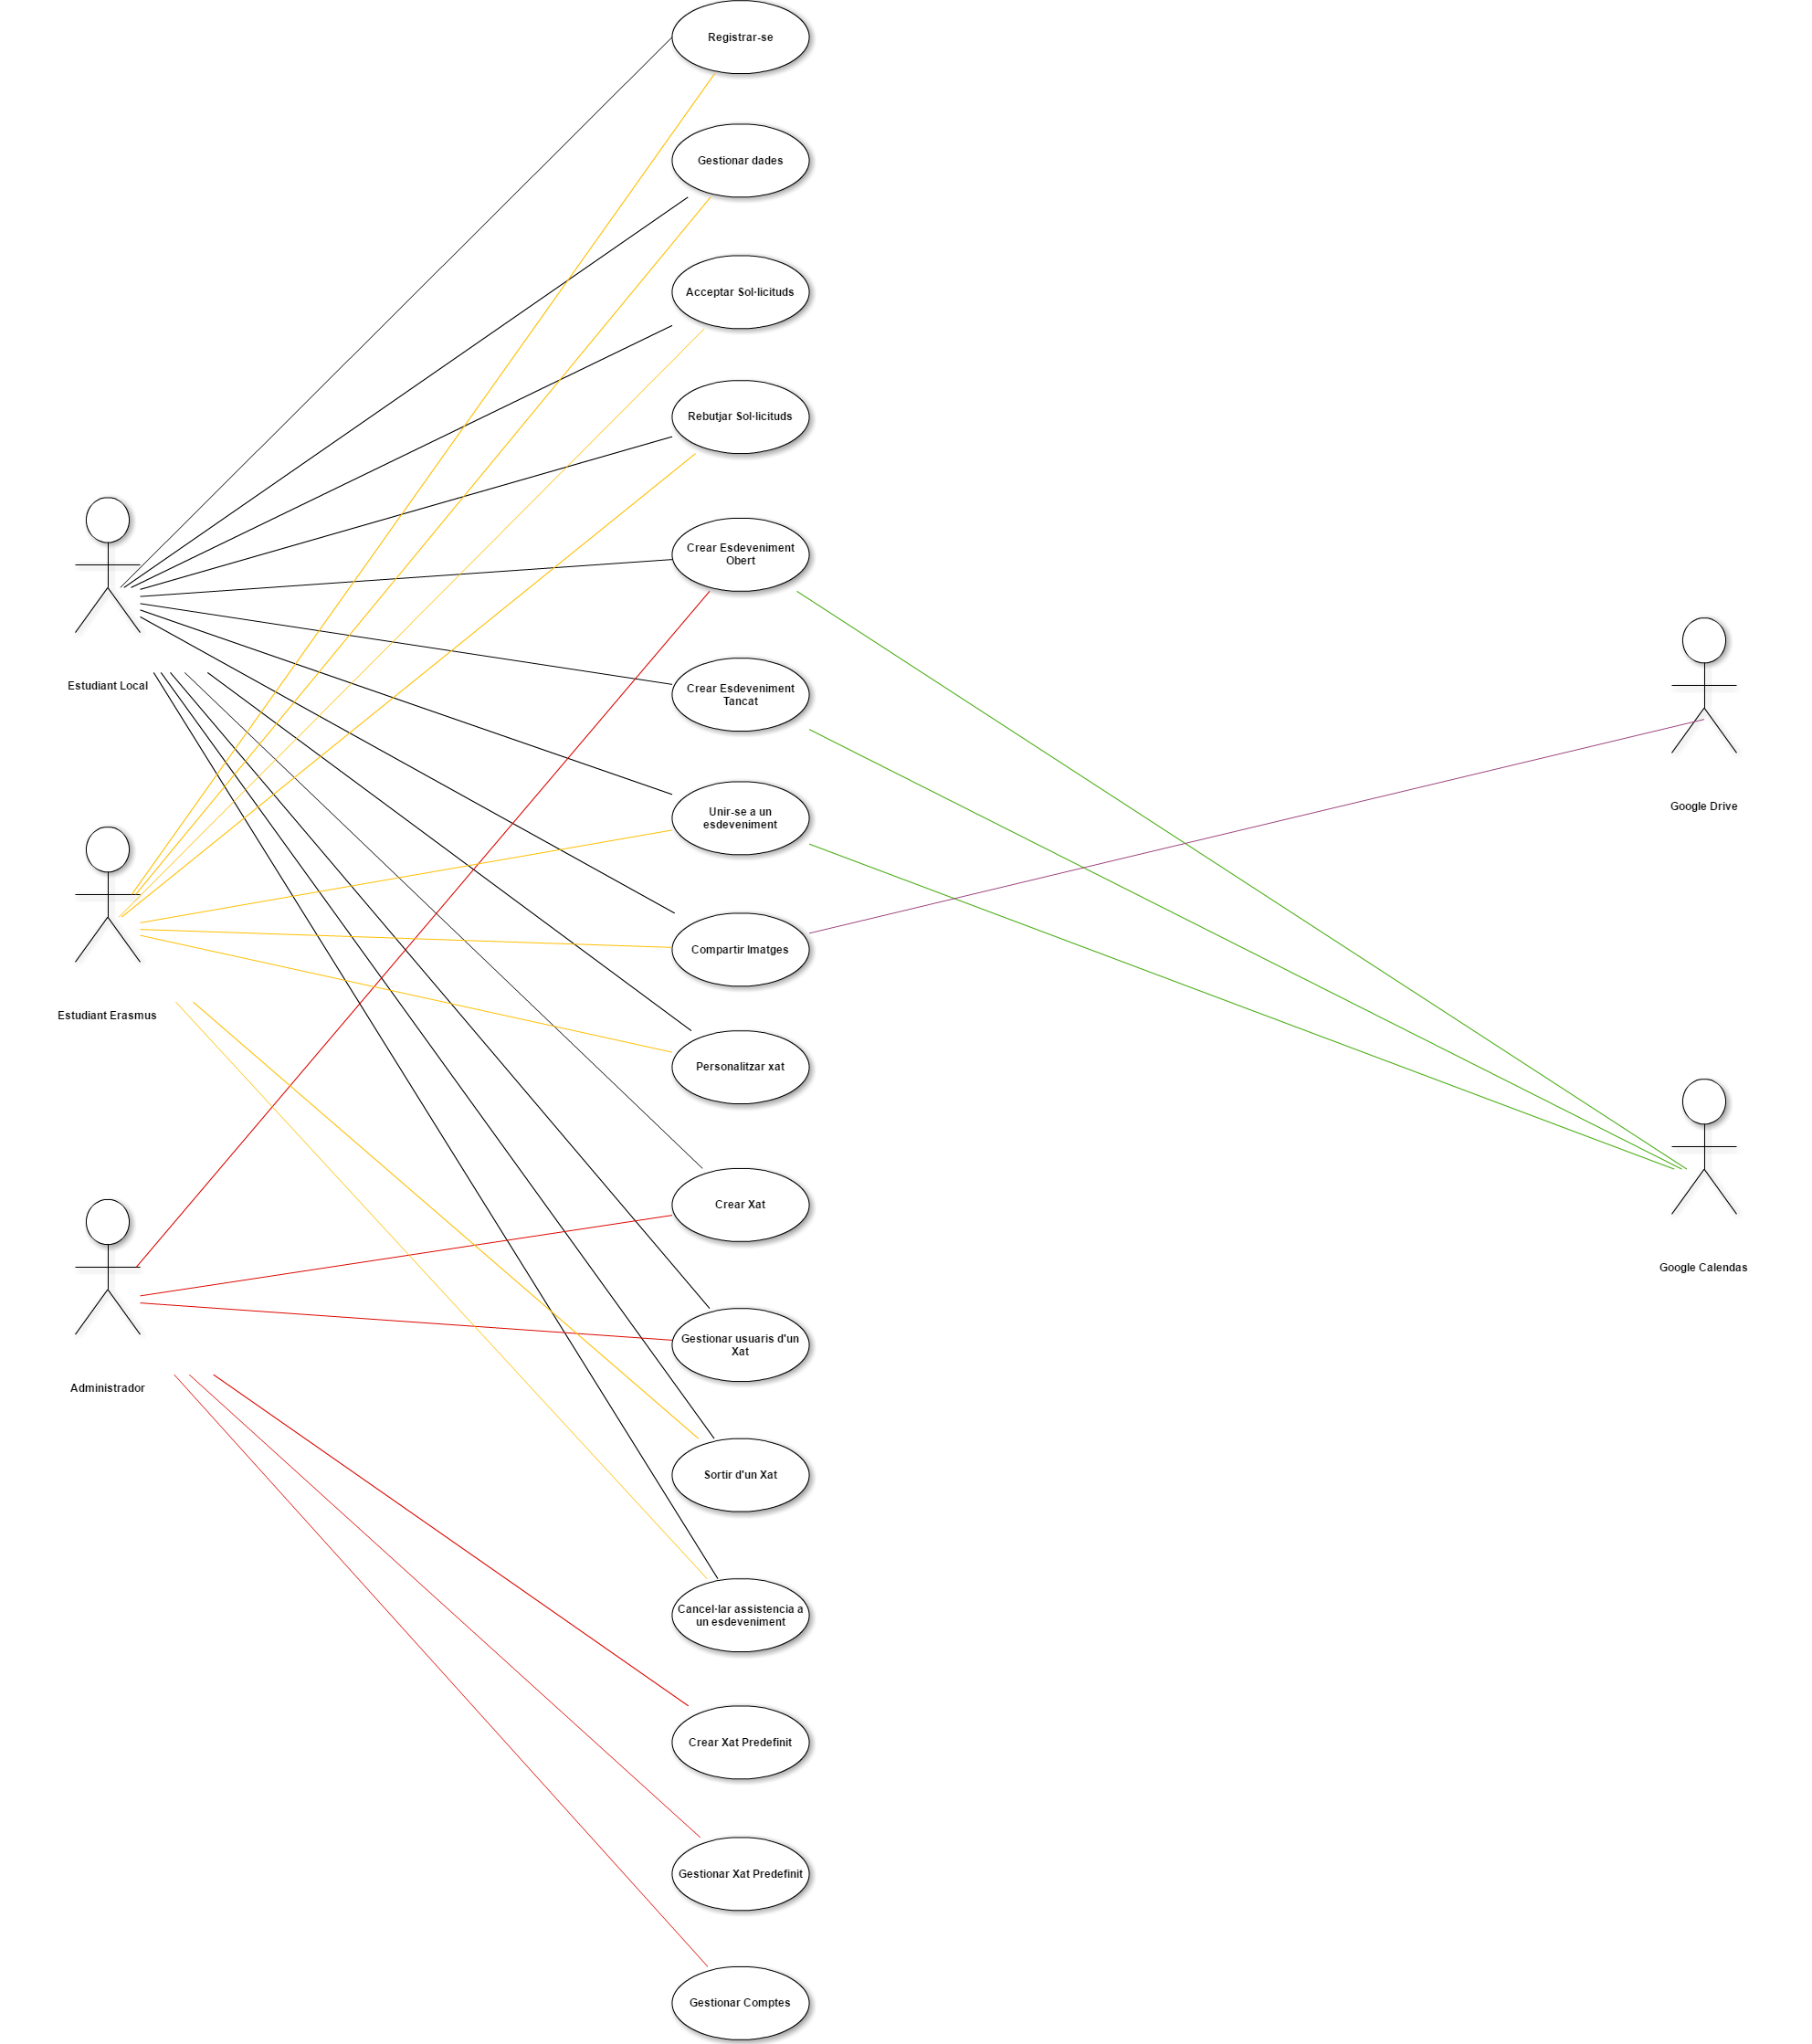 Registrar-se
Gestionar dades
Acceptar Sol·licituds
Rebutjar Sol·licituds
Crear Esdeveniment
Obert
Estudiant Local
Crear Esdeveniment
Tancat
Google Drive
Unir-se a un
esdeveniment
Compartir Imatges
Estudiant Erasmus
Personalitzar xat
Crear Xat
Google Calendas
Gestionar usuaris d'un
Xat
Administrador
Sortir d'un Xat
Cancel·lar assistencia a
un esdeveniment
Crear Xat Predefinit
Gestionar Xat Predefinit
Gestionar Comptes